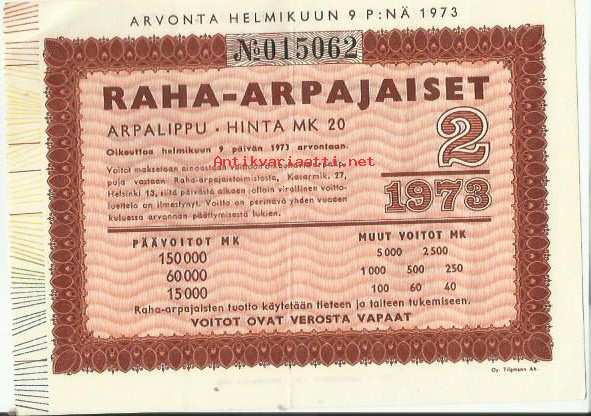 ARVONTA HELMIKUUN 9 P:NÄ 1973
№ 015062
RAHA-ARPAJAISET
ARPALIPPU · HINTA MK 20
2
1973
Oikeuttaa helmikuun 9 päivän 1973 arvontaan.
Voitot maksetaan ainoastaan
puja vastaan Raha-arpajaistoimistosta, Kasarmik. 27,
Helsinki 13, siitä päivästä alkaen jolloin virallinen voitto-
luettelo on ilmestynyt. Voitto on perittävä yhden vuoden
kuluessa arvonnan päättymisestä lukien.
Antikvariaatti.net
PÄÄVOITOT MK
150 000
60 000
15 000
MUUT VOITOT MK
5 000 2 500
1 000 500 250
100 60 40
Raha-arpajaisten tuotto käytetään tieteen ja taiteen tukemiseen.
VOITOT OVAT VEROSTA VAPAAT
Oy. Tilgmann Ab.